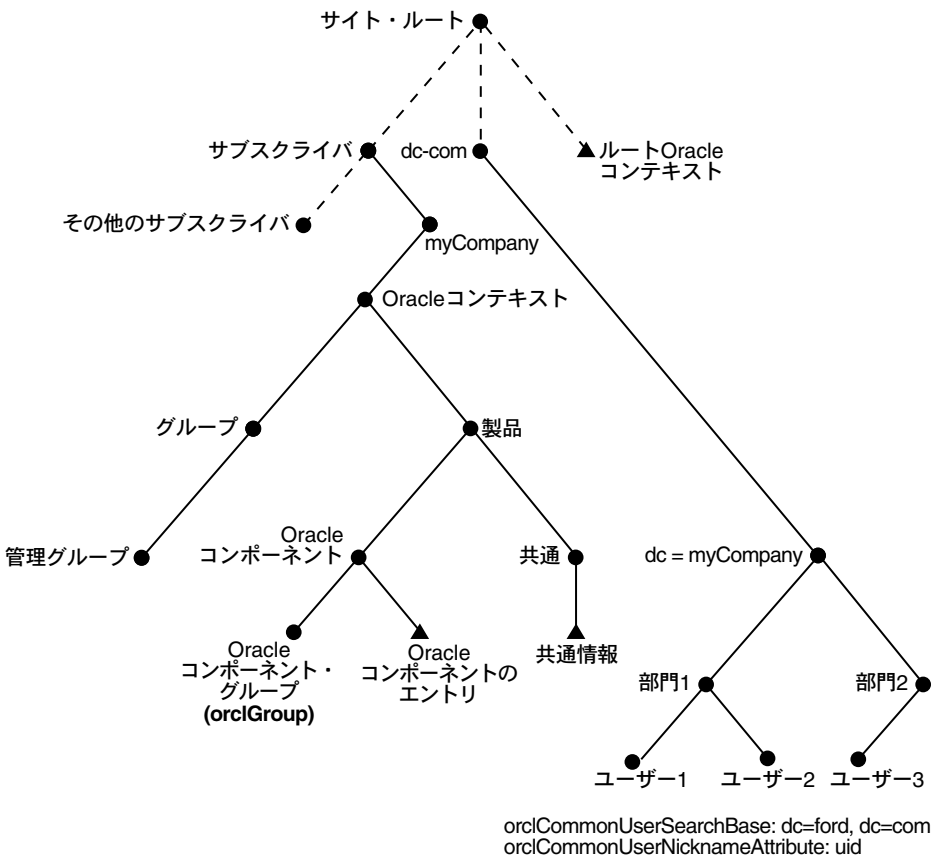 サイト・ルート
サブスクライバ
dc-com
ルートOracle
コンテキスト
その他のサブスクライバ
myCompany
Oracleコンテキスト
グループ
製品
管理グループ
Oracle
コンポーネント
共通
dc = myCompany
Oracle
コンポーネント・
グループ
(orclGroup)
Oracle
コンポーネントの
エントリ
共通情報
部門1
部門2
ユーザー1
ユーザー2
ユーザー3
orclCommonUserSearchBase: dc=ford, dc=com
orclCommonUserNicknameAttribute: uid